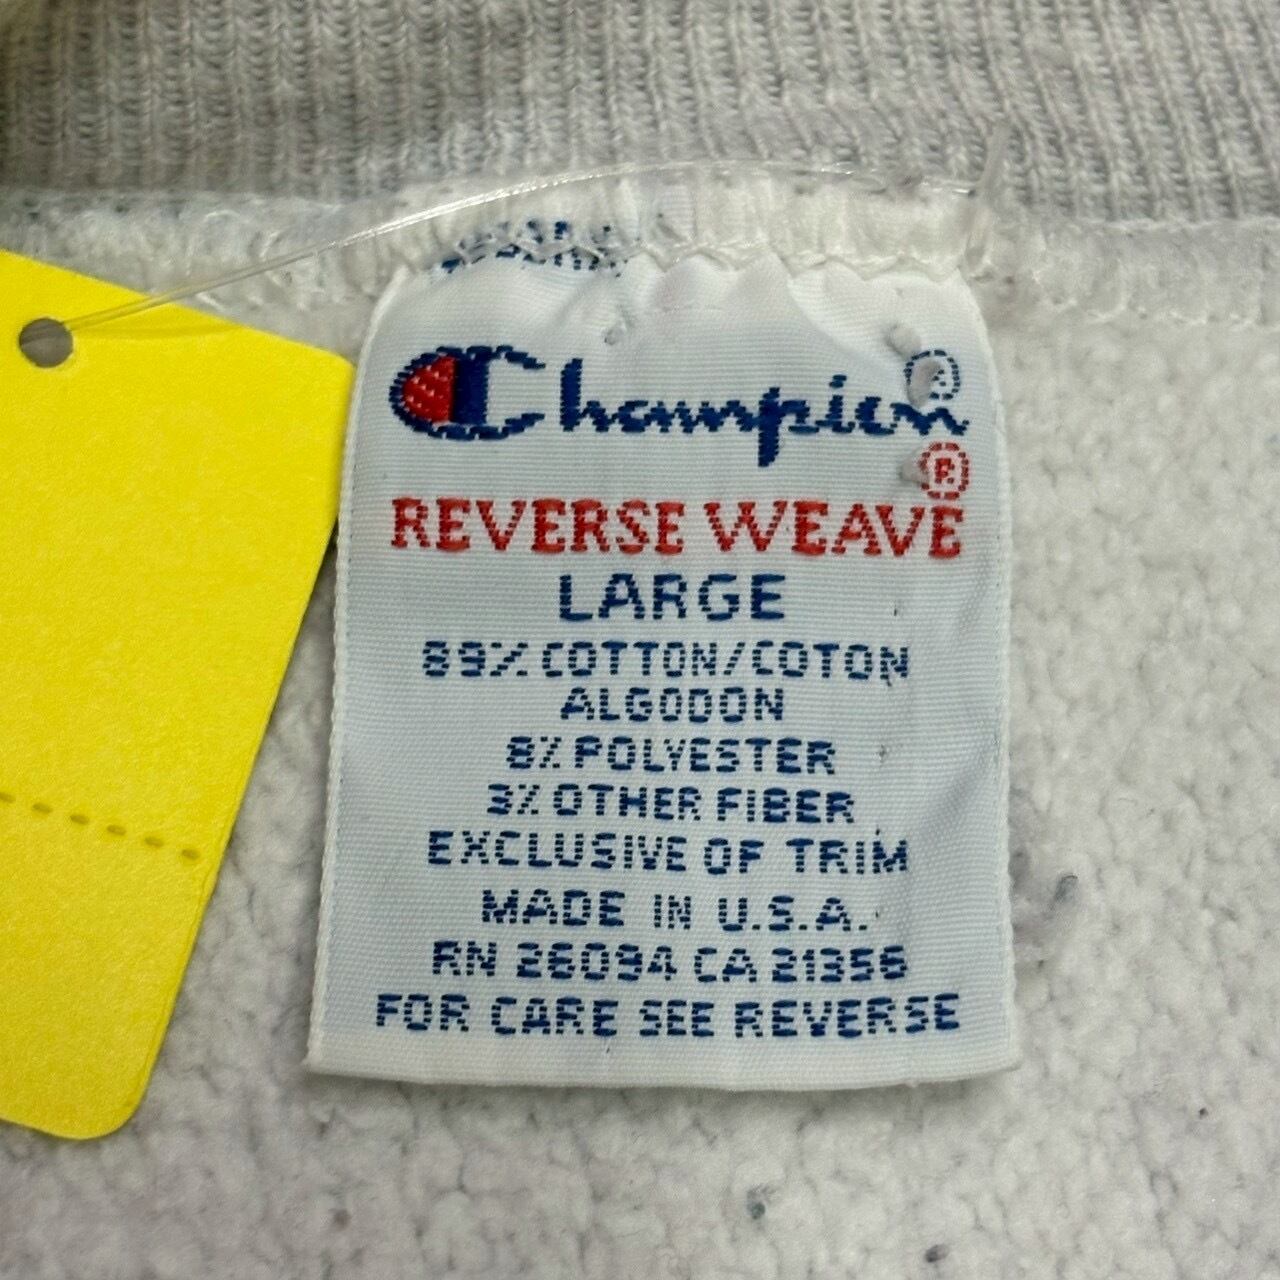 Champion®
®
REVERSE WEAVE
LARGE
89% COTTON/COTON
ALGODON
8% POLYESTER
3% OTHER FIBER
EXCLUSIVE OF TRIM
MADE IN U.S.A.
RN 26094 CA 21356
FOR CARE SEE REVERSE